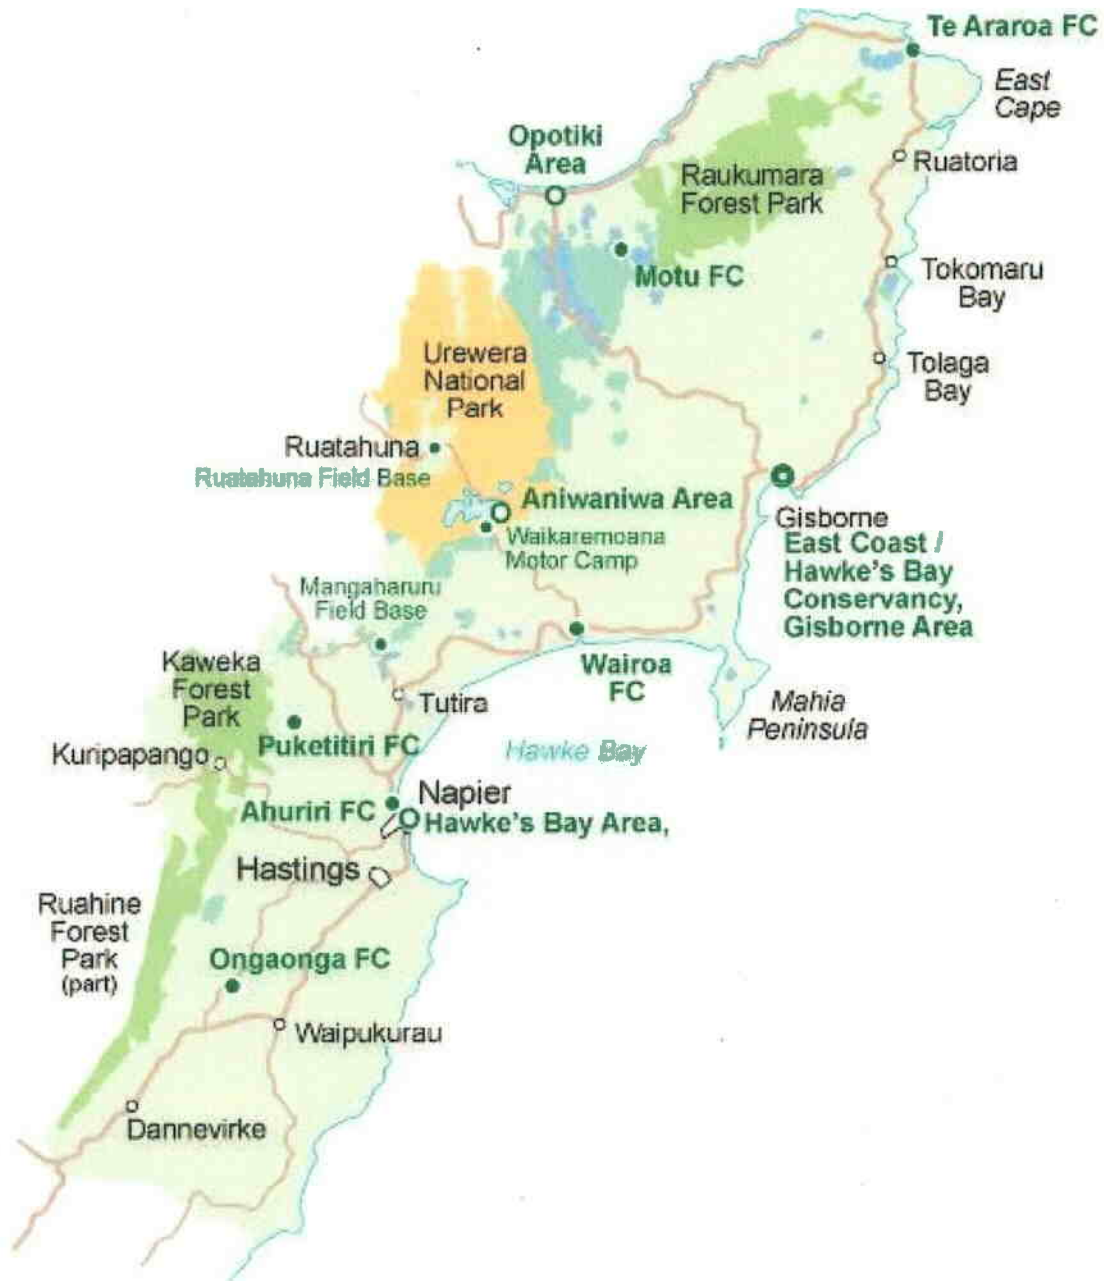 Te Araroa FC
East
Cape
Opotiki
Area
Ruatoria
Raukumara
Forest Park
Motu FC
Tokomaru
Bay
Urewera
National
Park
Tolaga
Bay
Ruatahuna
Ruatahuna Field Base
Aniwaniwa Area
Waikaremoana
Motor Camp
Gisborne
East Coast /
Hawke's Bay
Conservancy,
Gisborne Area
Mangaharuru
Field Base
Kaweka
Forest
Park
Wairoa
FC
Tutira
Mahia
Peninsula
Puketitiri FC
Hawke Bay
Kuripapango
Ahuriri FC
Napier
Hawke's Bay Area,
Hastings
Ruahine
Forest
Park
(part)
Ongaonga FC
Waipukurau
Dannevirke